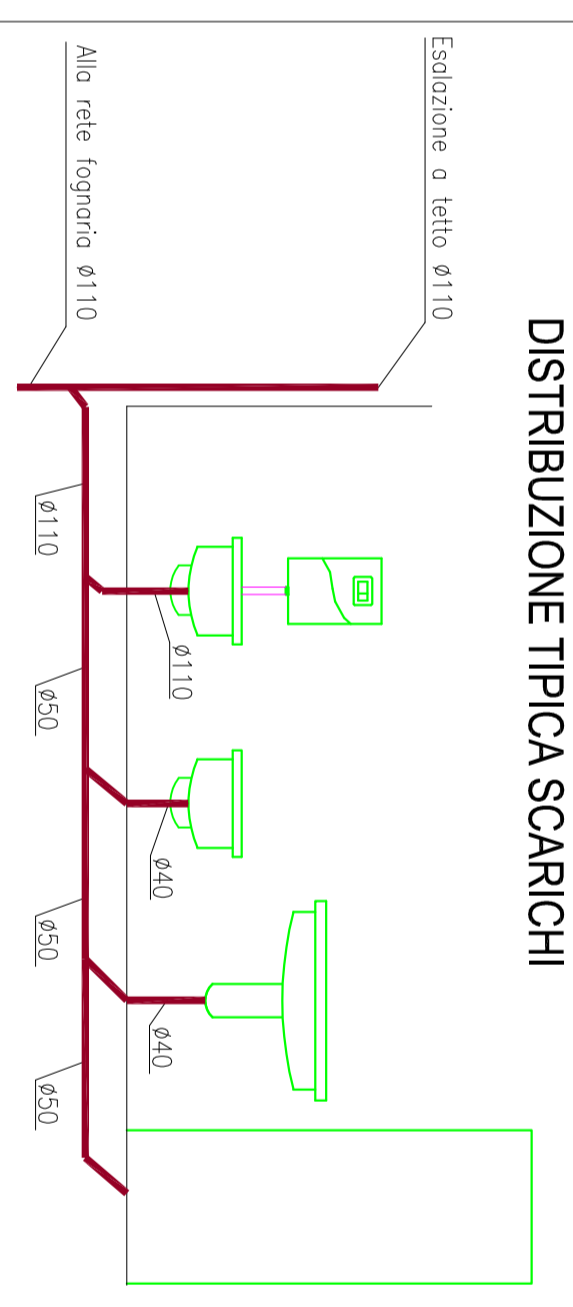 DISTRIBUZIONE TIPICA SCARICHI
Esalazione a tetto Ø110
Alla rete fognaria Ø110
Ø110
Ø40
Ø40
Ø110
Ø50
Ø50
Ø50